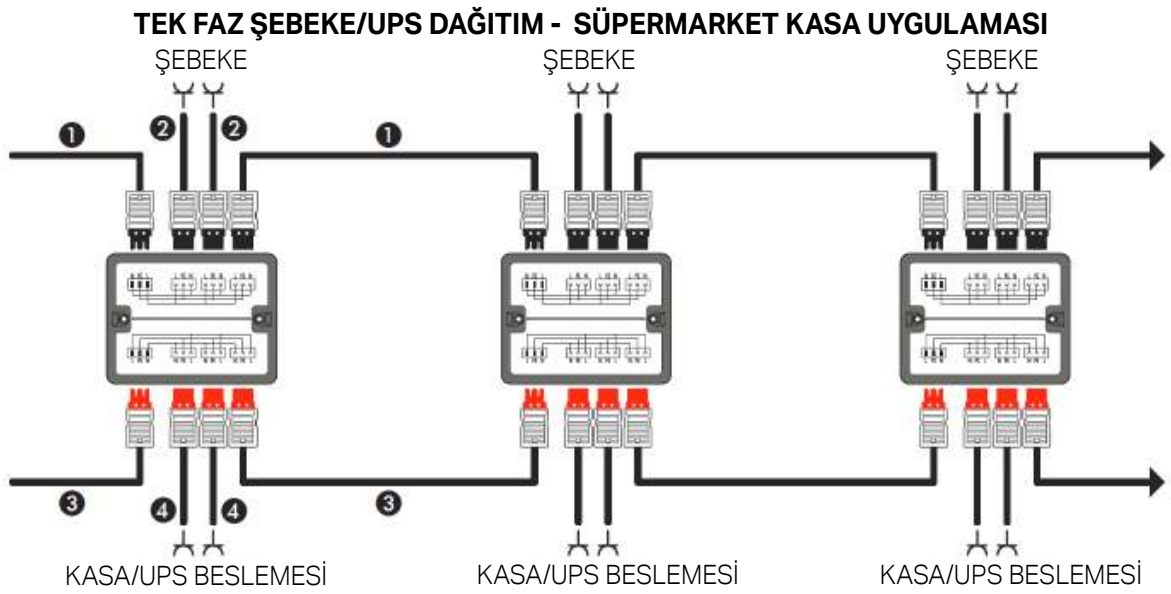 TEK FAZ ŞEBEKE/UPS DAĞITIM - SÜPERMARKET KASA UYGULAMASI
ŞEBEKE ŞEBEKE ŞEBEKE
1 2 2 1
3 4 4 3
KASA/UPS BESLEMESİ KASA/UPS BESLEMESİ KASA/UPS BESLEMESİ